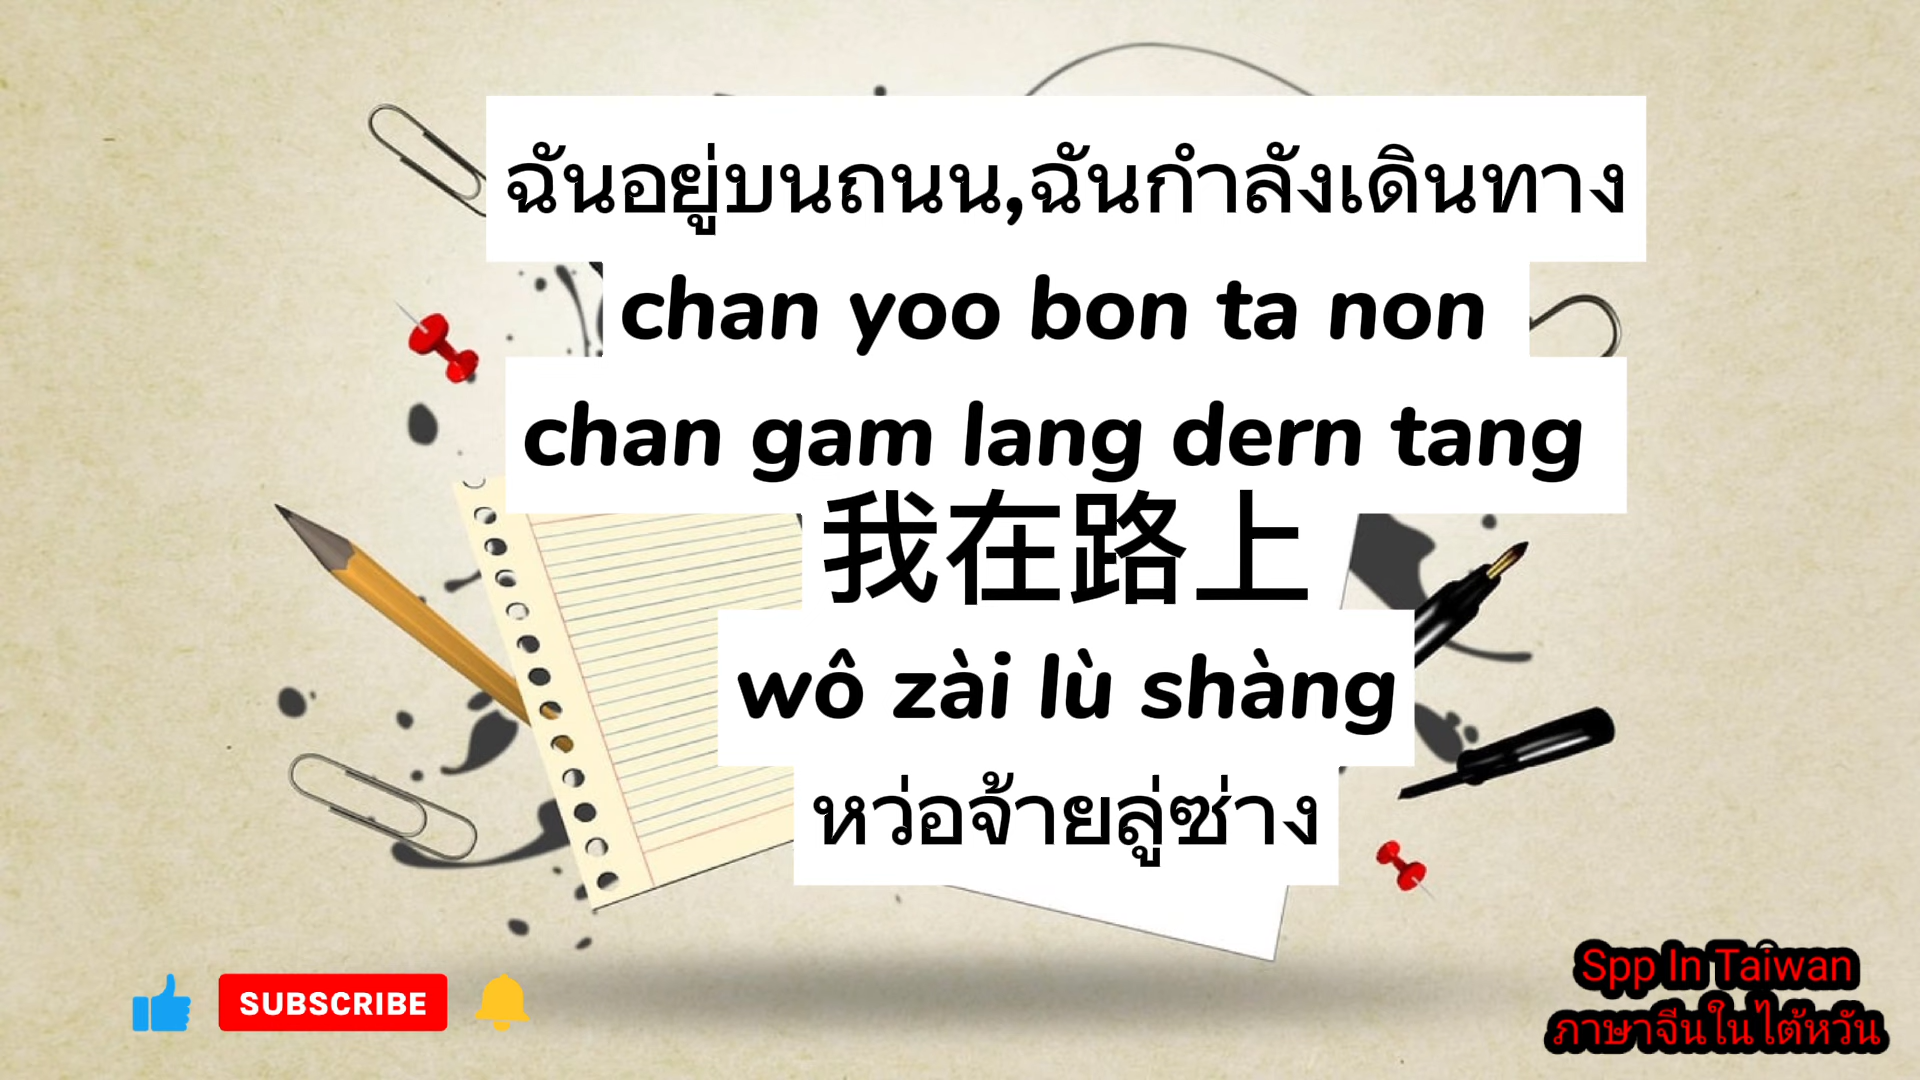 ฉันอยู่บนถนน,ฉันกำลังเดินทาง
chan yoo bon ta non
chan gam lang dern tang
我在路上
wô zài lù shàng
หว่อจ้ายลู่ซ่าง
SUBSCRIBE
Spp In Taiwan
ภาษาจีนในไต้หวัน